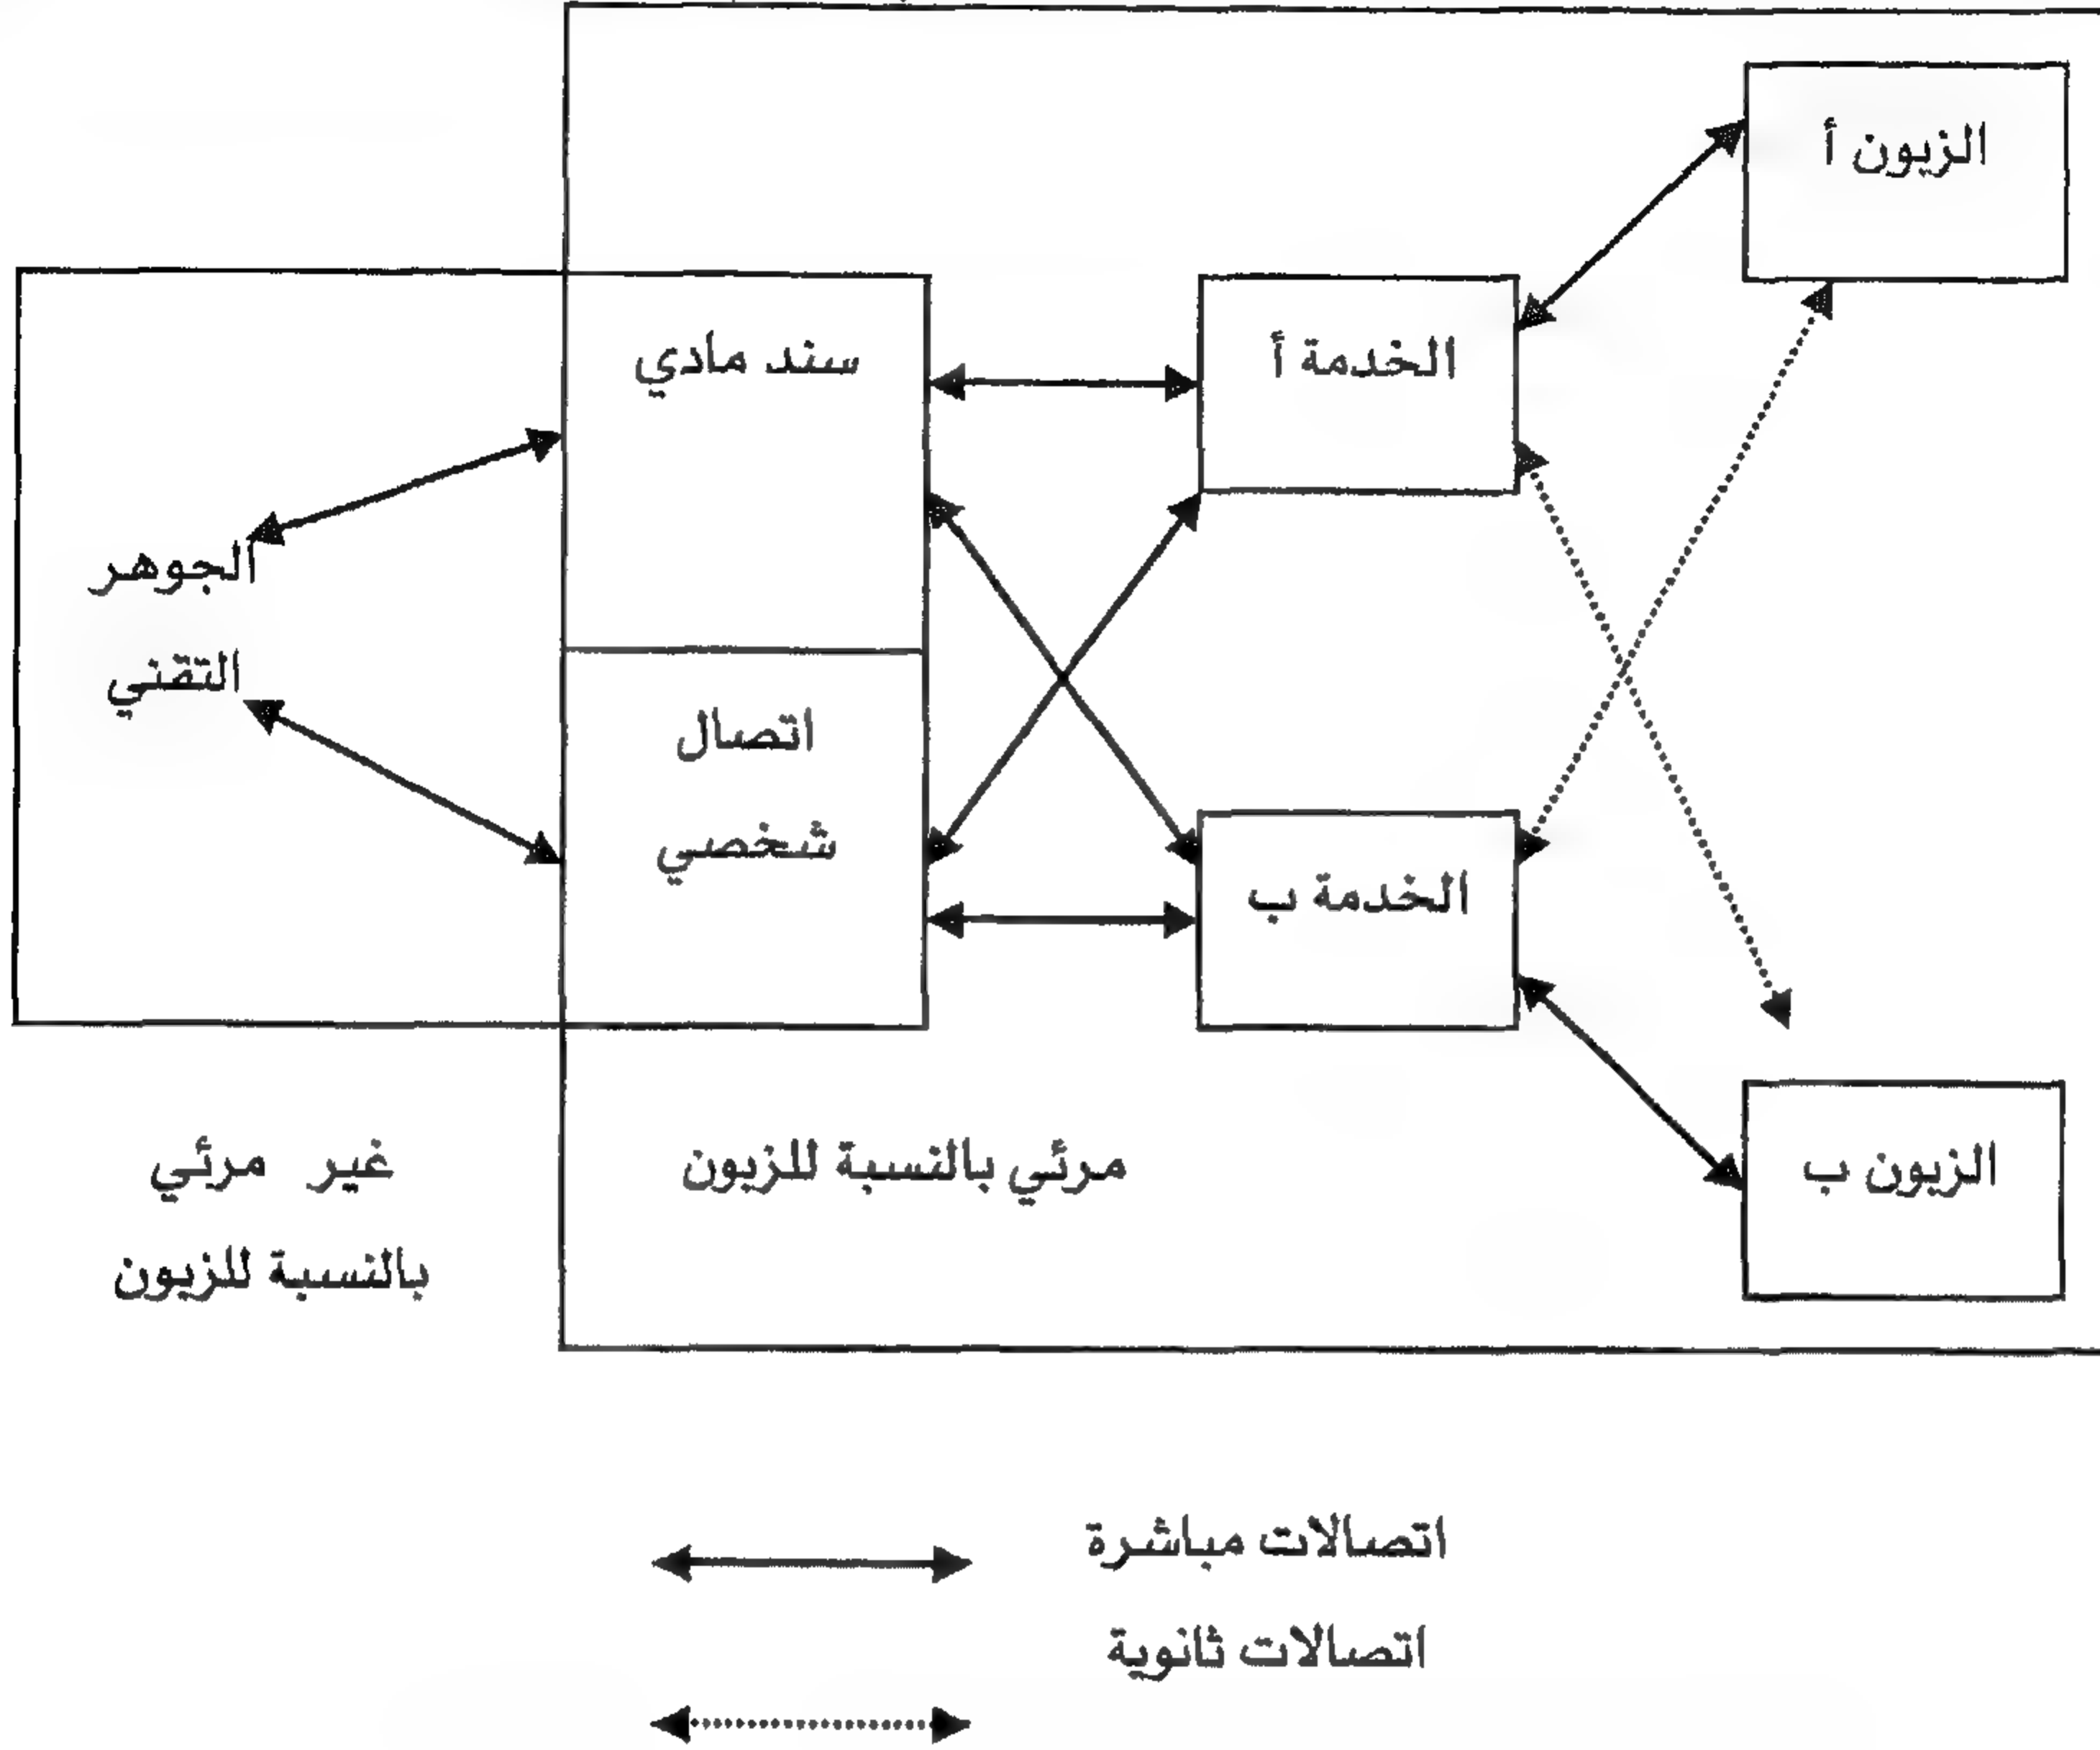 الزبون أ
الخدمة أ
سند مادي
الجوهر
التقني
اتصال
شخصي
الخدمة ب
الزبون ب
مرئي بالنسبة للزبون
غير مرئي
بالنسبة للزبون
اتصالات مباشرة
اتصالات ثانوية